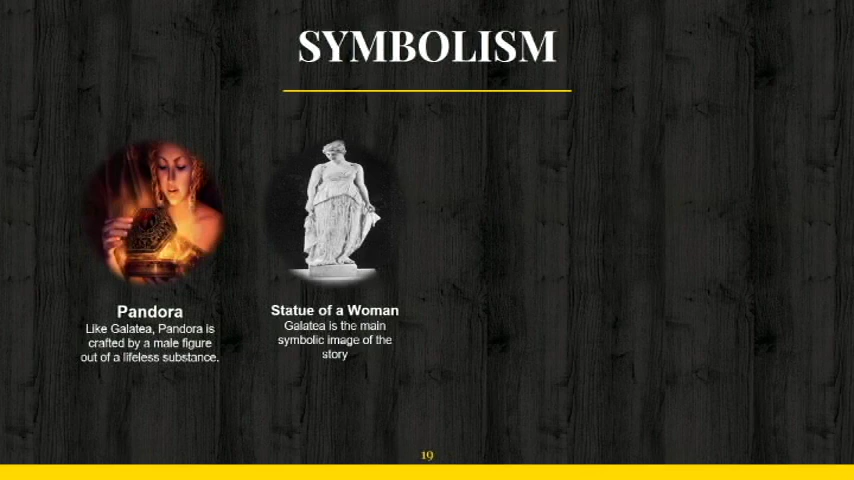 SYMBOLISM
Pandora
Like Galatea, Pandora is
crafted by a male figure
out of a lifeless substance.
Statue of a Woman
Galatea is the main
symbolic image of the
story
19